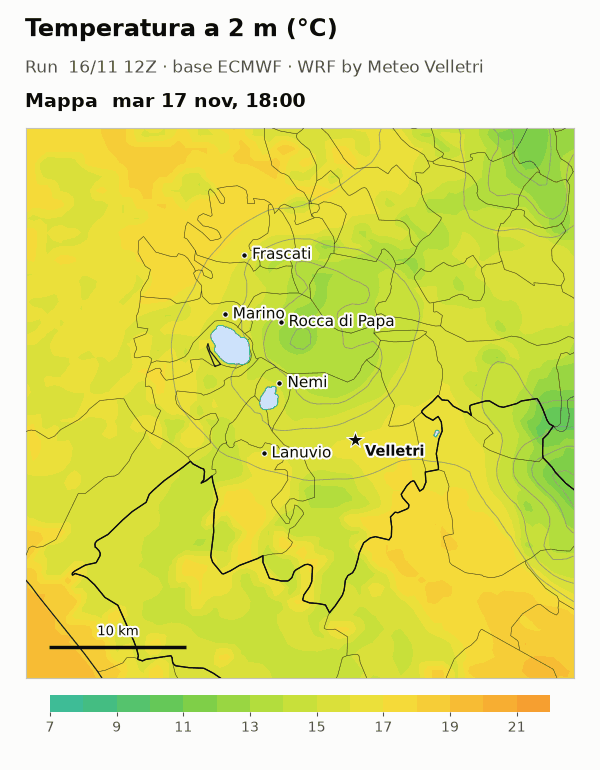 Temperatura a 2 m (°C)
Run  16/11 12Z · base ECMWF · WRF by Meteo Velletri
Mappa  mar 17 nov, 18:00
Frascati
Marino
Rocca di Papa
Nemi
Velletri
Lanuvio
10 km
7 9 11 13 15 17 19 21